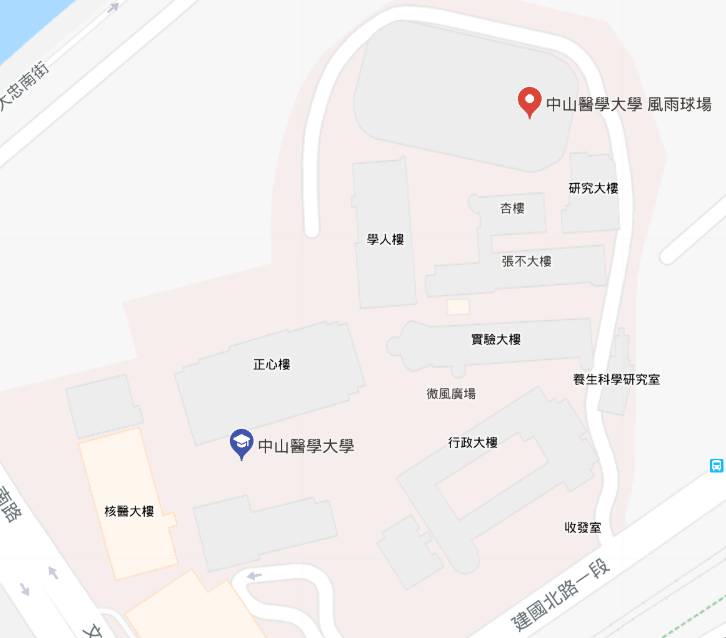 大忠南街
中山醫學大學 風雨球場
研究大樓
杏樓
學人樓
張不大樓
實驗大樓
正心樓
養生科學研究室
微風廣場
行政大樓
中山醫學大學
南路
核醫大樓
收發室
建國北路一段
文